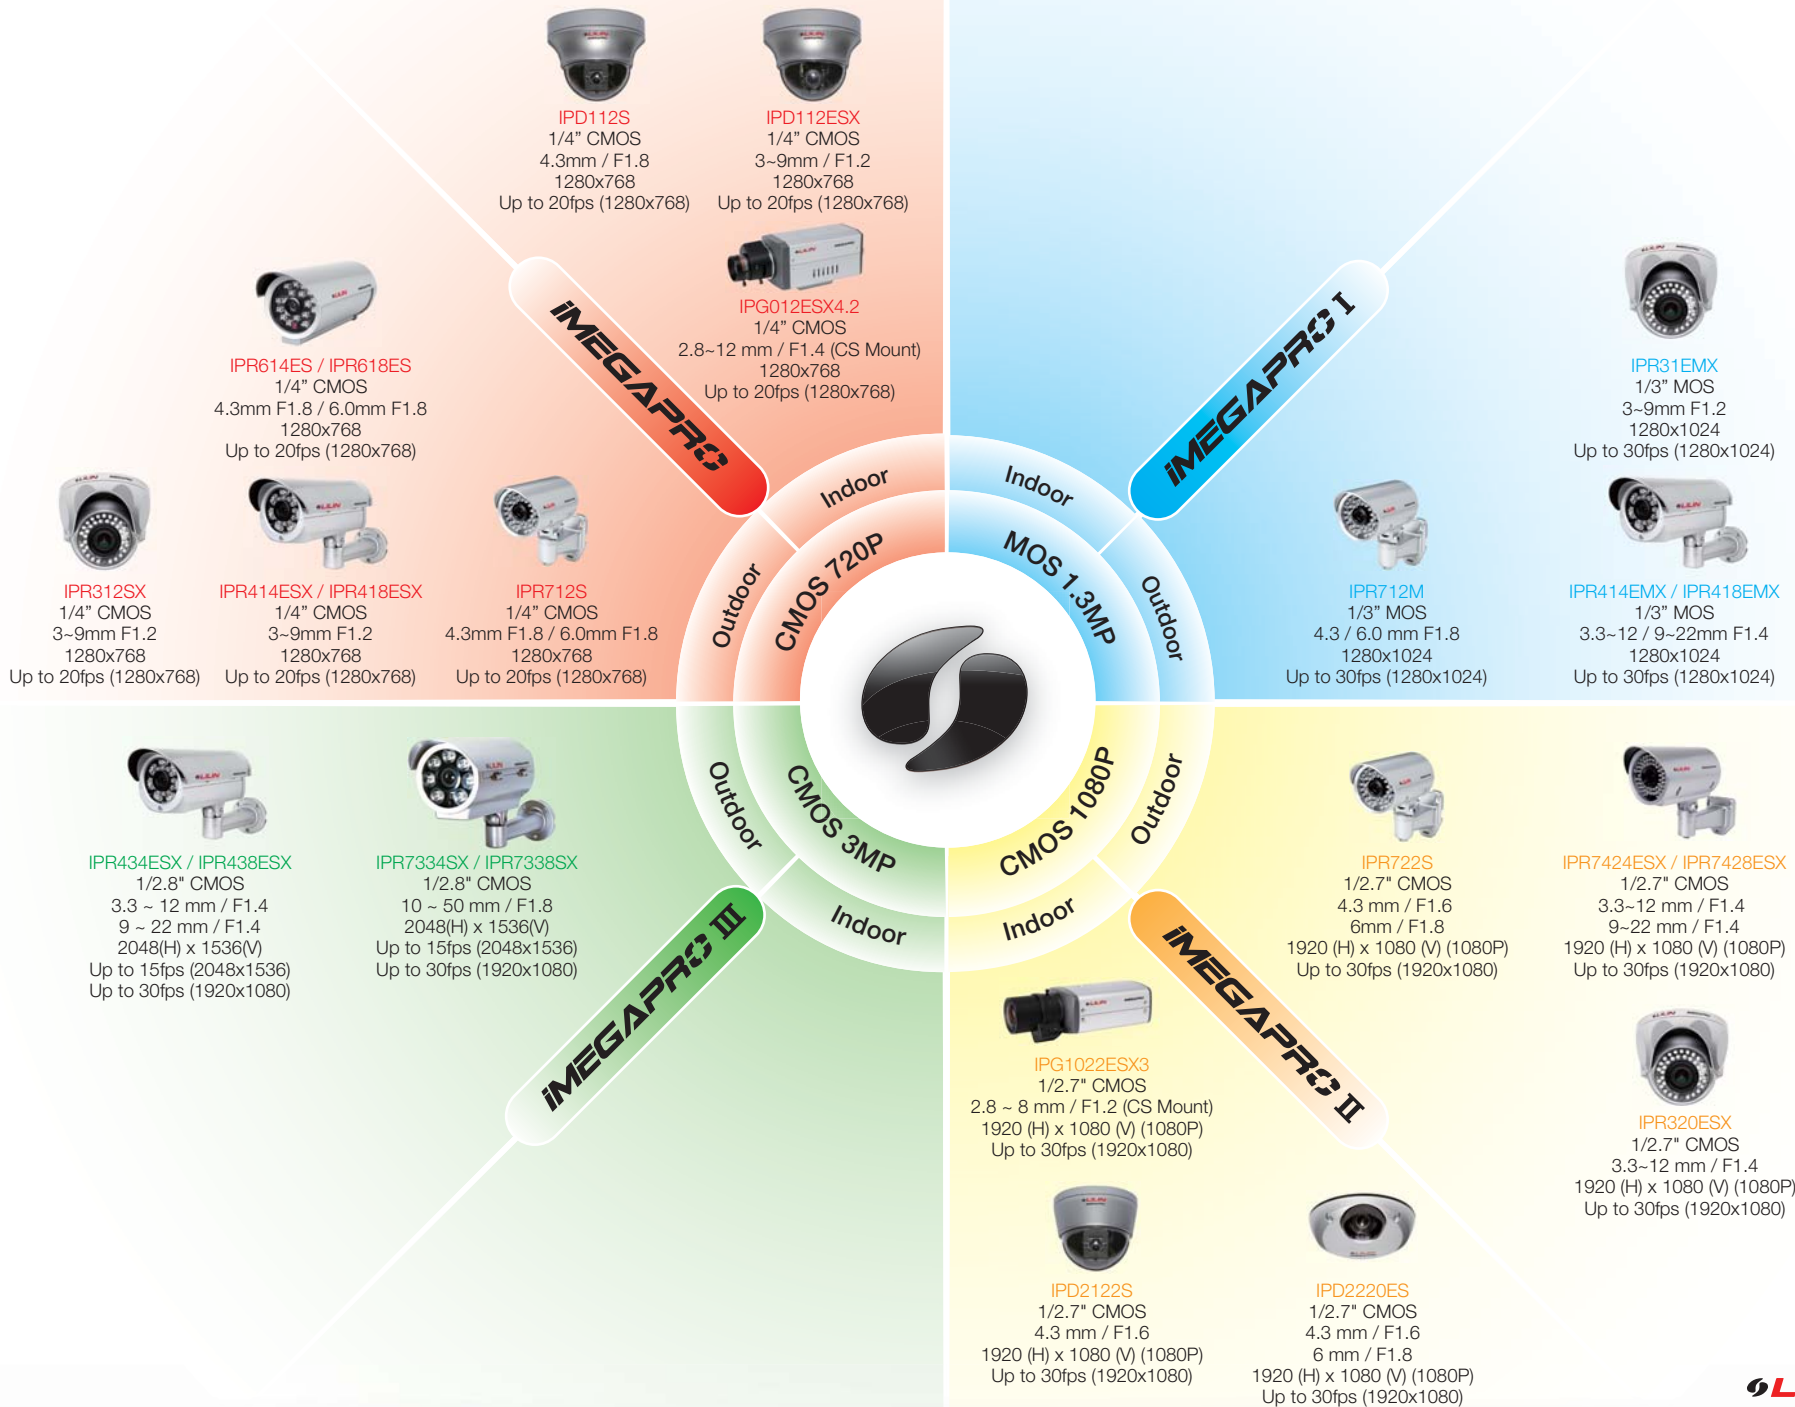 IPD112S
1/4” CMOS
4.3mm / F1.8
1280x768
Up to 20fps (1280x768)
IPD112ESX
1/4” CMOS
3~9mm / F1.2
1280x768
Up to 20fps (1280x768)
IPG012ESX4.2
1/4” CMOS
2.8~12 mm / F1.4 (CS Mount)
1280x768
Up to 20fps (1280x768)
IPR614ES / IPR618ES
1/4” CMOS
4.3mm F1.8 / 6.0mm F1.8
1280x768
Up to 20fps (1280x768)
IPR312SX
1/4” CMOS
3~9mm F1.2
1280x768
Up to 20fps (1280x768)
IPR414ESX / IPR418ESX
1/4” CMOS
3~9mm F1.2
1280x768
Up to 20fps (1280x768)
IPR712S
1/4” CMOS
4.3mm F1.8 / 6.0mm F1.8
1280x768
Up to 20fps (1280x768)
iMEGAPRO
Indoor
Outdoor
CMOS 720P
iMEGAPRO I
Indoor
Outdoor
MOS 1.3MP
IPR31EMX
1/3” MOS
3~9mm F1.2
1280x1024
Up to 30fps (1280x1024)
IPR712M
1/3” MOS
4.3 / 6.0 mm F1.8
1280x1024
Up to 30fps (1280x1024)
IPR414EMX / IPR418EMX
1/3” MOS
3.3~12 / 9~22mm F1.4
1280x1024
Up to 30fps (1280x1024)
IPR434ESX / IPR438ESX
1/2.8" CMOS
3.3 ~ 12 mm / F1.4
9 ~ 22 mm / F1.4
2048(H) x 1536(V)
Up to 15fps (2048x1536)
Up to 30fps (1920x1080)
IPR7334SX / IPR7338SX
1/2.8" CMOS
10 ~ 50 mm / F1.8
2048(H) x 1536(V)
Up to 15fps (2048x1536)
Up to 30fps (1920x1080)
Outdoor
CMOS 3MP
Indoor
iMEGAPRO III
CMOS 1080P
Outdoor
Indoor
iMEGAPRO II
IPR722S
1/2.7" CMOS
4.3 mm / F1.6
6mm / F1.8
1920 (H) x 1080 (V) (1080P)
Up to 30fps (1920x1080)
IPR7424ESX / IPR7428ESX
1/2.7" CMOS
3.3~12 mm / F1.4
9~22 mm / F1.4
1920 (H) x 1080 (V) (1080P)
Up to 30fps (1920x1080)
IPG1022ESX3
1/2.7" CMOS
2.8 ~ 8 mm / F1.2 (CS Mount)
1920 (H) x 1080 (V) (1080P)
Up to 30fps (1920x1080)
IPR320ESX
1/2.7" CMOS
3.3~12 mm / F1.4
1920 (H) x 1080 (V) (1080P)
Up to 30fps (1920x1080)
IPD2122S
1/2.7" CMOS
4.3 mm / F1.6
1920 (H) x 1080 (V) (1080P)
Up to 30fps (1920x1080)
IPD2220ES
1/2.7" CMOS
4.3 mm / F1.6
6 mm / F1.8
1920 (H) x 1080 (V) (1080P)
Up to 30fps (1920x1080)